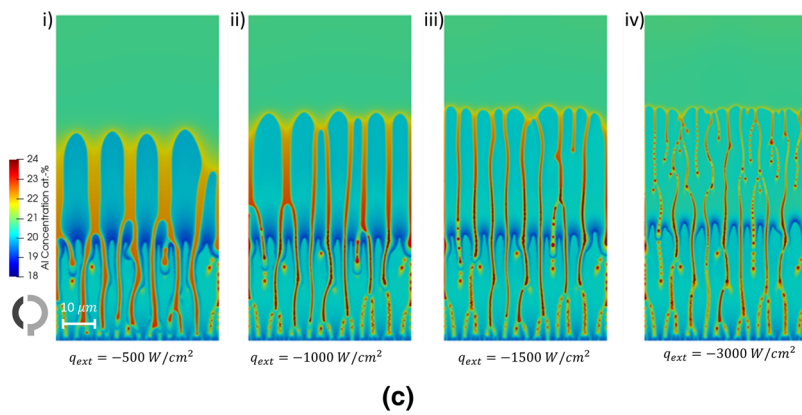 i) ii) iii) iv)
24
23
22
21
20
19
18
Al Concentration at.-%
10 μm
q_ext = −500 W/cm² q_ext = −1000 W/cm² q_ext = −1500 W/cm² q_ext = −3000 W/cm²
(c)